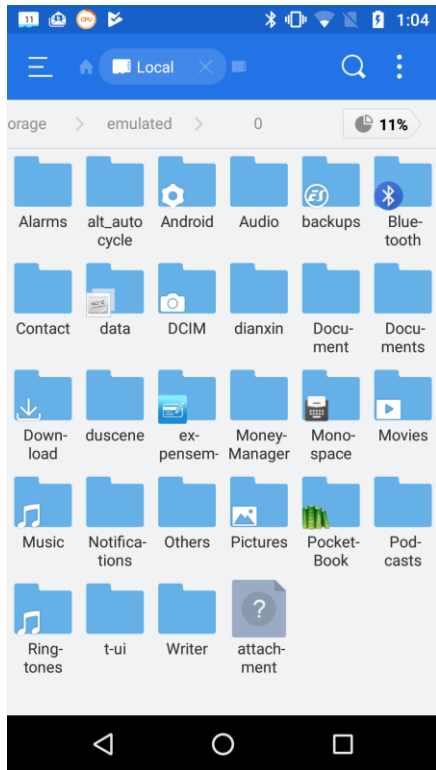 11 CPU 1:04
Local
orage > emulated > 0 11%
Alarms alt_auto Android Audio backups Blue-
cycle tooth
Contact data DCIM dianxin Docu- Docu-
ment ments
Down- duscene ex- Money- Mono- Movies
load pensem- Manager space
Music Notifica- Others Pictures Pocket- Pod-
tions Book casts
Ring- t-ui Writer attach-
tones ment